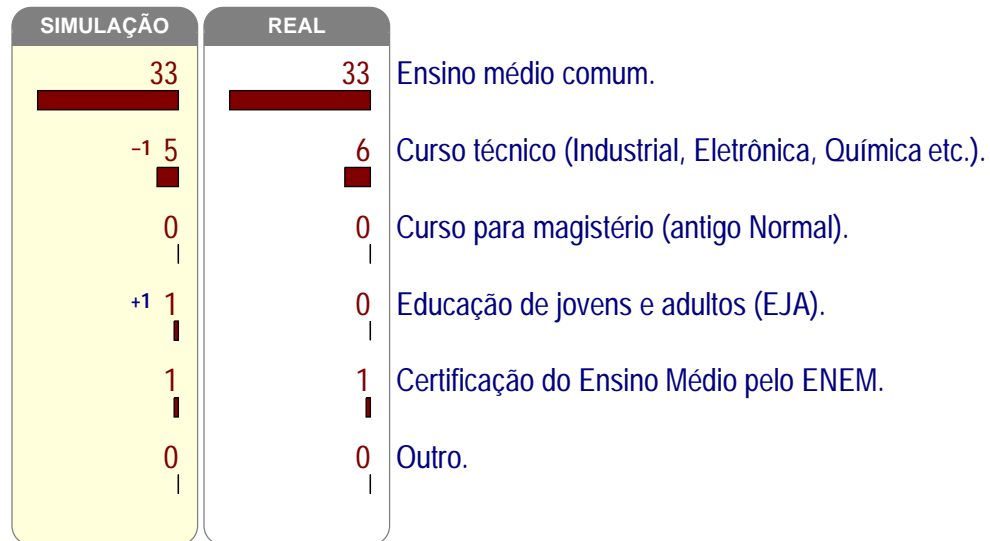 SIMULAÇÃO REAL
33 33 Ensino médio comum.
–1 5 6 Curso técnico (Industrial, Eletrônica, Química etc.).
0 0 Curso para magistério (antigo Normal).
+1 1 0 Educação de jovens e adultos (EJA).
1 1 Certificação do Ensino Médio pelo ENEM.
0 0 Outro.